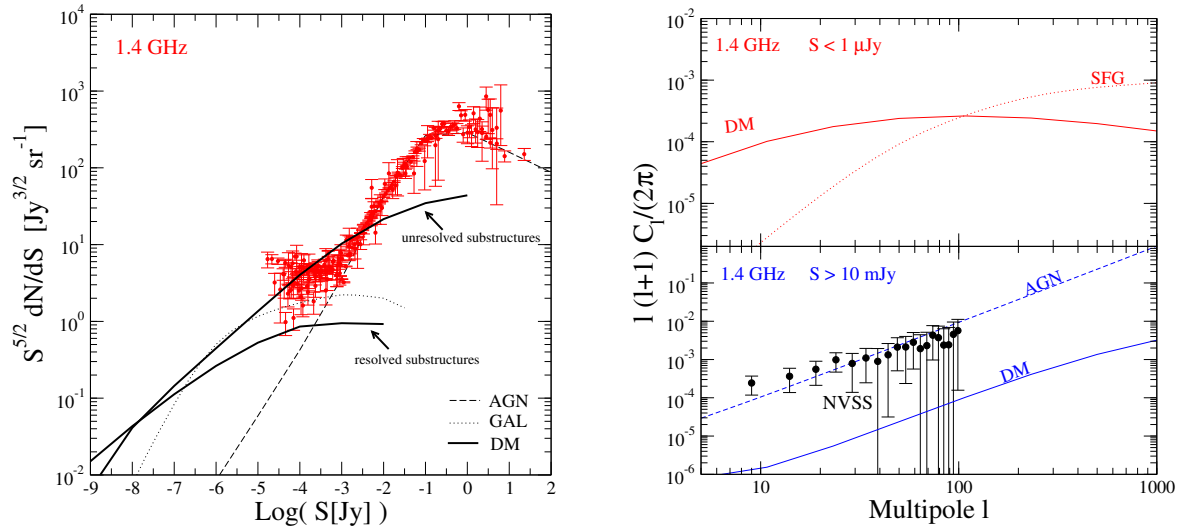 1.4 GHz
S^{5/2} dN/dS [Jy^{3/2} sr^{-1}]
10^4
10^3
10^2
10^1
10^0
10^{-1}
10^{-2}
unresolved substructures
resolved substructures
AGN
GAL
DM
-9 -8 -7 -6 -5 -4 -3 -2 -1 0 1 2
Log( S[Jy] )
l (l+1) C_l/(2π)
10^{-1}
10^{-2}
10^{-3}
10^{-4}
10^{-5}
1.4 GHz S < 1 μJy
SFG
DM
10^{-1}
10^{-2}
10^{-3}
10^{-4}
10^{-5}
10^{-6}
1.4 GHz S > 10 mJy
AGN
DM
NVSS
10 100 1000
Multipole l